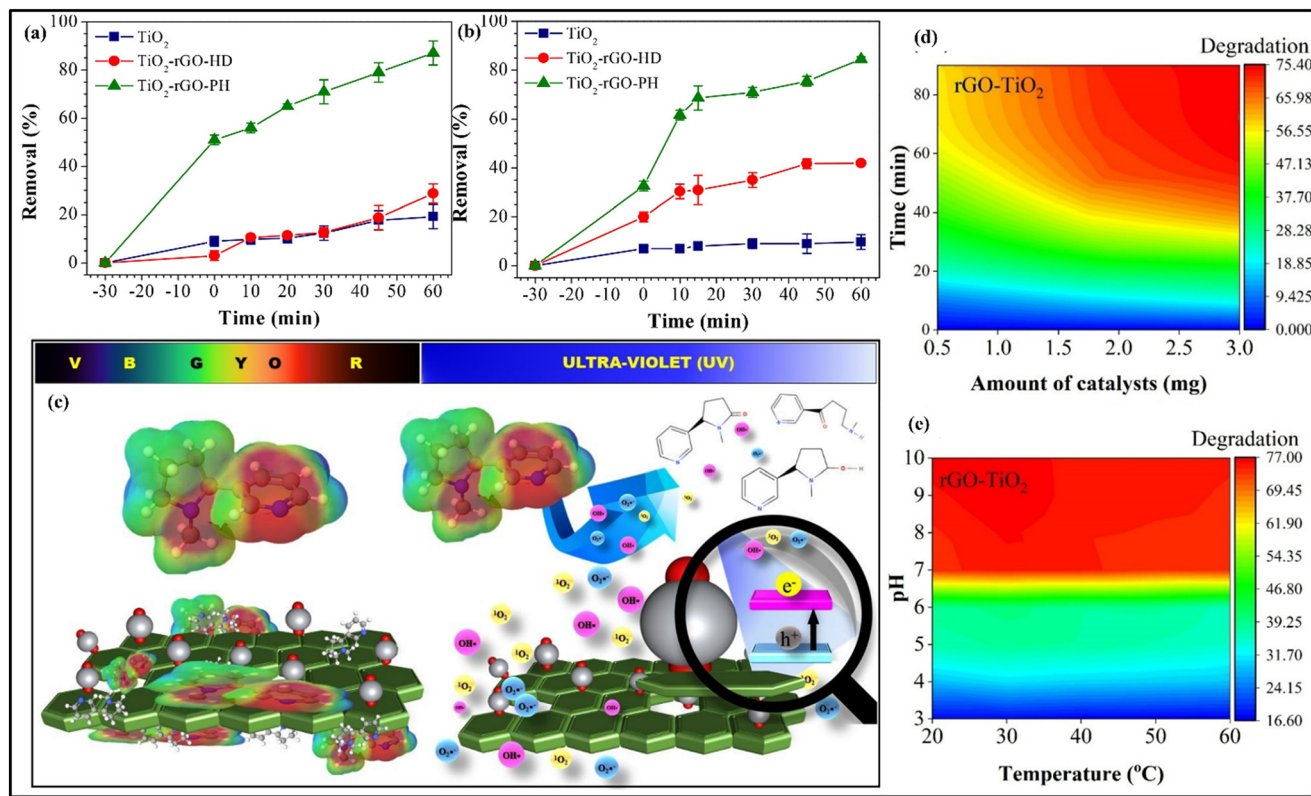 (a)
TiO2
TiO2-rGO-HD
TiO2-rGO-PH
Removal (%)
100
80
60
40
20
0
-30 -20 -10 0 10 20 30 40 50 60
Time (min)
(b)
TiO2
TiO2-rGO-HD
TiO2-rGO-PH
Removal (%)
100
80
60
40
20
0
-30 -20 -10 0 10 20 30 40 50 60
Time (min)
(d)
Degradation
rGO-TiO2
Time (min)
80
60
40
20
0
0.5 1.0 1.5 2.0 2.5 3.0
Amount of catalysts (mg)
75.40
65.98
56.55
47.13
37.70
28.28
18.85
9.425
0.000
V B G Y O R
ULTRA-VIOLET (UV)
(c)
OH•
O2•-
1O2
e-
h+
(e)
Degradation
rGO-TiO2
pH
10
9
8
7
6
5
4
3
20 30 40 50 60
Temperature (oC)
77.00
69.45
61.90
54.35
46.80
39.25
31.70
24.15
16.60